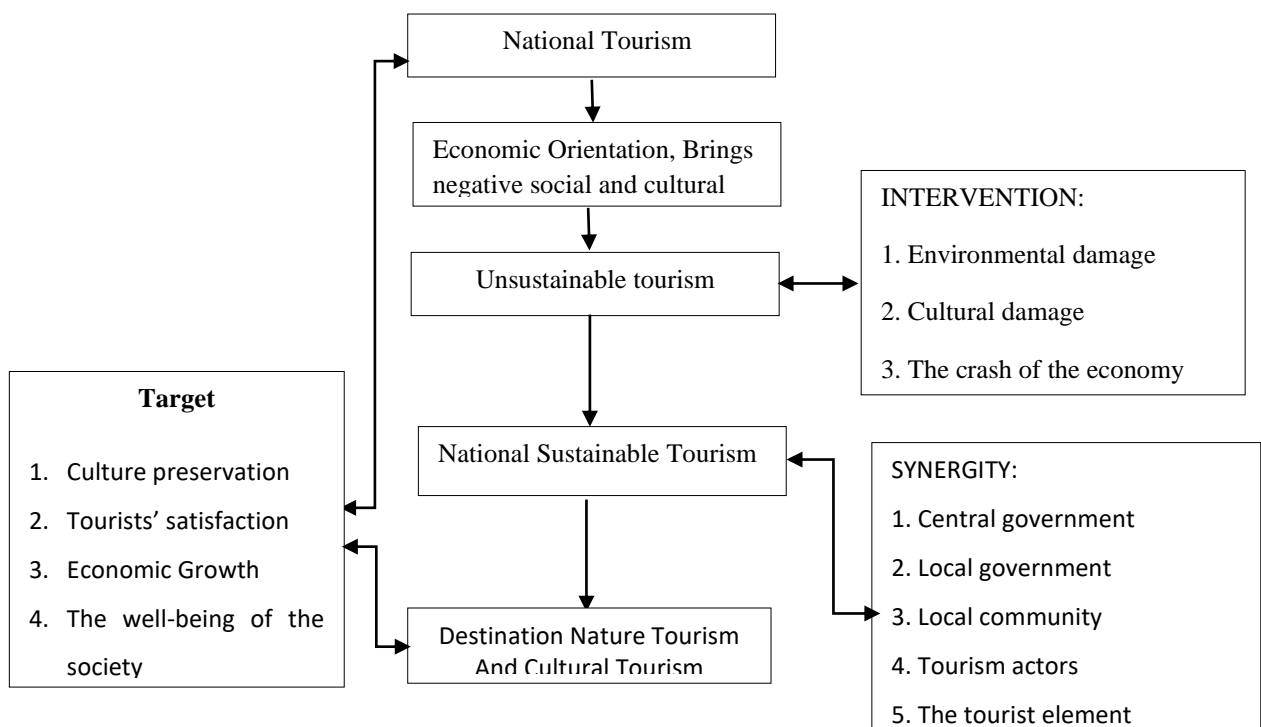 National Tourism
Economic Orientation, Brings
negative social and cultural
Unsustainable tourism
INTERVENTION:
1. Environmental damage
2. Cultural damage
3. The crash of the economy
Target
1. Culture preservation
2. Tourists’ satisfaction
3. Economic Growth
4. The well-being of the
society
National Sustainable Tourism
SYNERGITY:
1. Central government
2. Local government
3. Local community
4. Tourism actors
5. The tourist element
Destination Nature Tourism
And Cultural Tourism